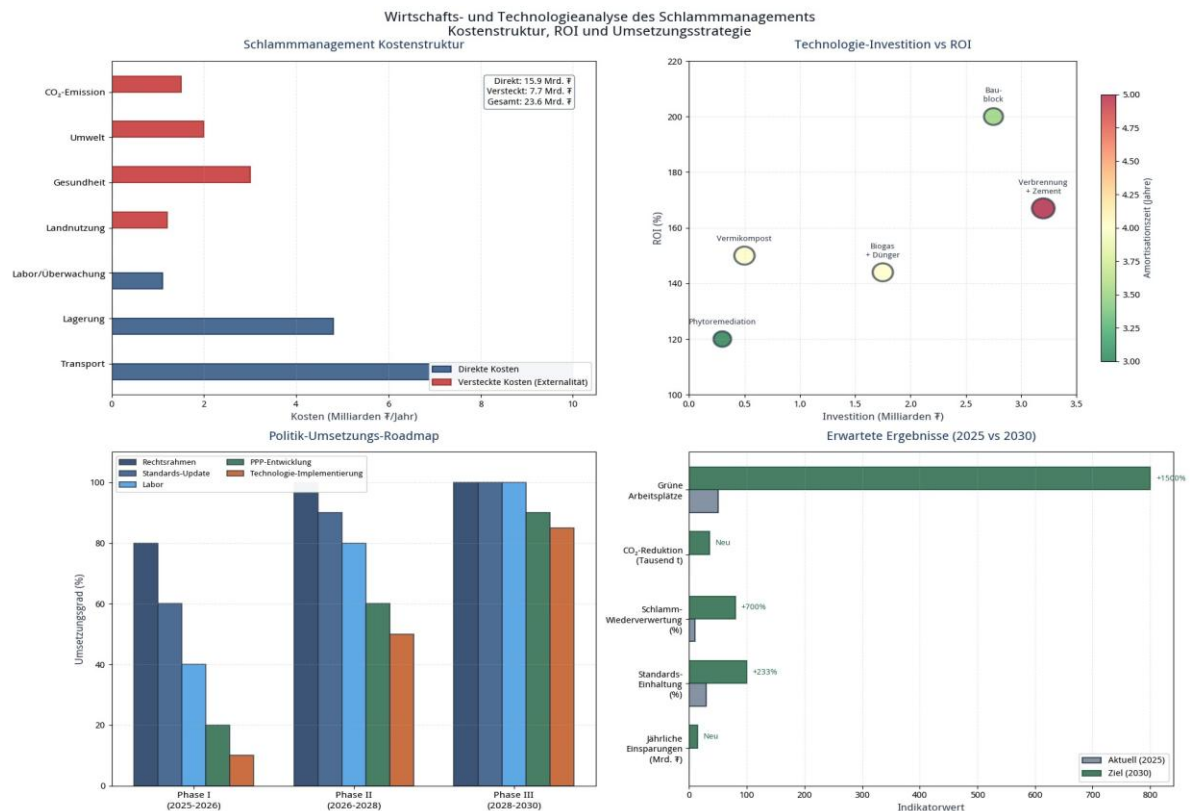 Wirtschafts- und Technologieanalyse des Schlammmanagements
Kostenstruktur, ROI und Umsetzungsstrategie
Schlammmanagement Kostenstruktur
Direkt: 15.9 Mrd. ₮
Versteckt: 7.7 Mrd. ₮
Gesamt: 23.6 Mrd. ₮
CO₂-Emission
Umwelt
Gesundheit
Landnutzung
Labor/Überwachung
Lagerung
Transport
Direkte Kosten
Versteckte Kosten (Externalität)
0 2 4 6 8 10
Kosten (Milliarden ₮/Jahr)
Technologie-Investition vs ROI
ROI (%)
220
200
180
160
140
120
100
Bau-
block
Verbrennung
+ Zement
Vermikompost
Biogas
+ Dünger
Phytoremediation
0.0 0.5 1.0 1.5 2.0 2.5 3.0 3.5
Investition (Milliarden ₮)
5.00
4.75
4.50
4.25
4.00
3.75
3.50
3.25
3.00
Amortisationszeit (Jahre)
Politik-Umsetzungs-Roadmap
Rechtsrahmen
Standards-Update
Labor
PPP-Entwicklung
Technologie-Implementierung
Umsetzungsgrad (%)
100
80
60
40
20
0
Phase I
(2025-2026)
Phase II
(2026-2028)
Phase III
(2028-2030)
Erwartete Ergebnisse (2025 vs 2030)
Grüne
Arbeitsplätze
+1500%
CO₂-Reduktion
(Tausend t)
Neu
Schlamm-
Wiederverwertung
(%)
+700%
Standards-
Einhaltung
(%)
+233%
Jährliche
Einsparungen
(Mrd. ₮)
Neu
Aktuell (2025)
Ziel (2030)
0 100 200 300 400 500 600 700 800
Indikatorwert